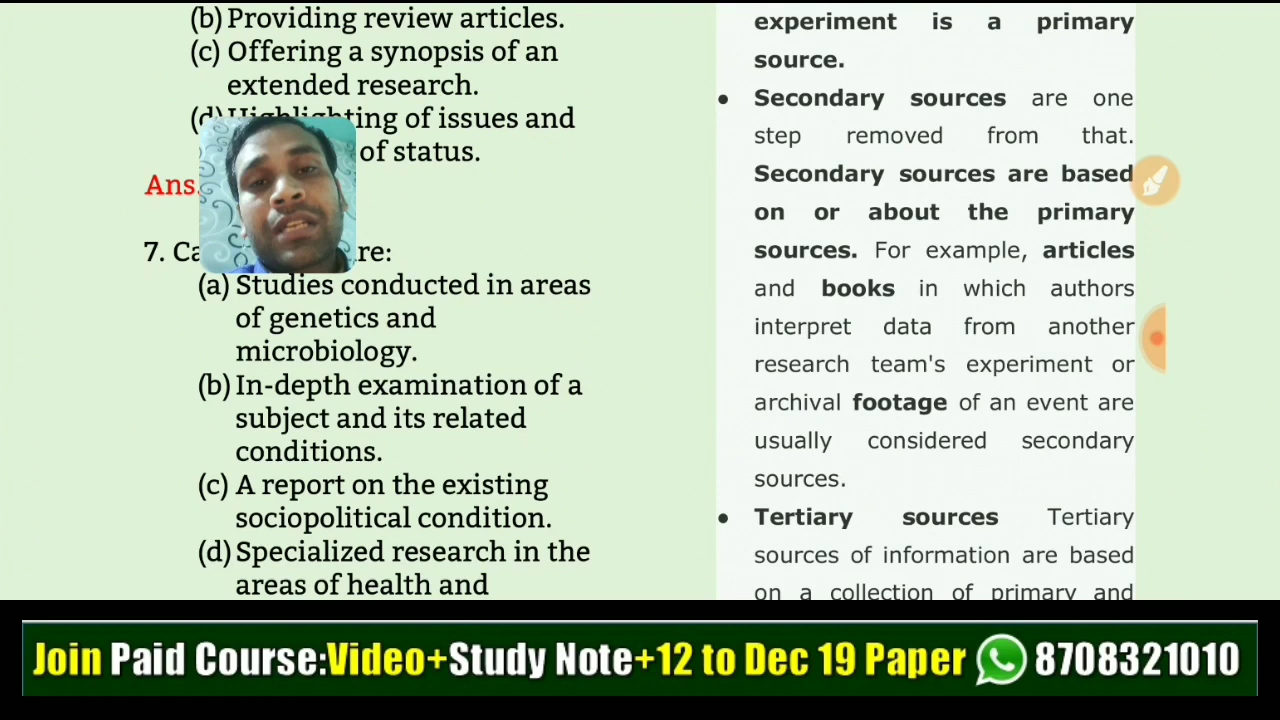 (b) Providing review articles.
(c) Offering a synopsis of an
extended research.
(d) Highlighting of issues and
of status.
Ans.
7. Ca re:
(a) Studies conducted in areas
of genetics and
microbiology.
(b) In-depth examination of a
subject and its related
conditions.
(c) A report on the existing
sociopolitical condition.
(d) Specialized research in the
areas of health and
experiment is a primary
source.
● Secondary sources are one
step removed from that.
Secondary sources are based
on or about the primary
sources. For example, articles
and books in which authors
interpret data from another
research team's experiment or
archival footage of an event are
usually considered secondary
sources.
● Tertiary sources Tertiary
sources of information are based
on a collection of primary and
Join Paid Course:Video+Study Note+12 to Dec 19 Paper 8708321010